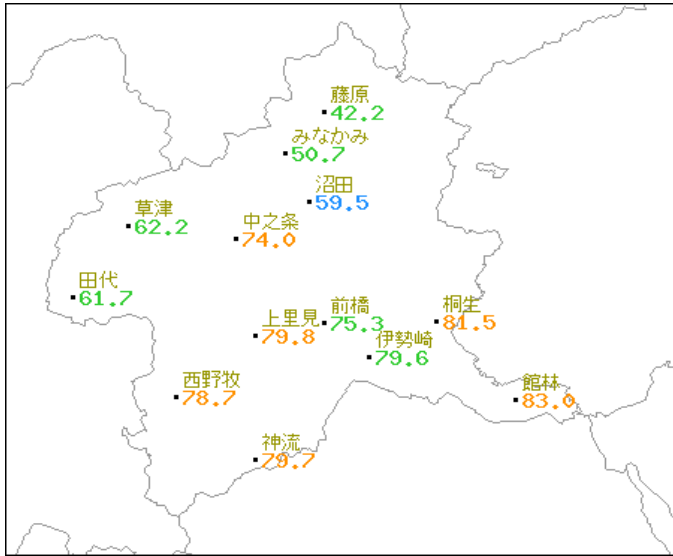 藤原
42.2
みなかみ
50.7
沼田
59.5
草津
62.2
中之条
74.0
田代
61.7
前橋
75.3
桐生
81.5
上里見
79.8
伊勢崎
79.6
西野牧
78.7
館林
83.0
神流
79.7